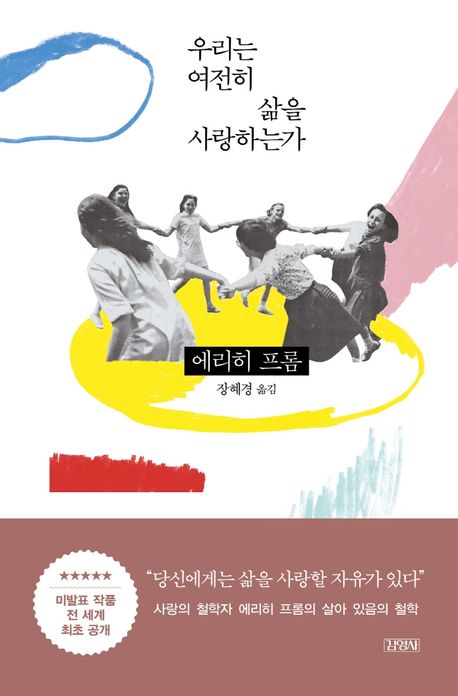 우리는
여전히
삶을
사랑하는가
에리히 프롬
장혜경 옮김
★★★★★
미발표 작품
전 세계
최초 공개
“당신에게는 삶을 사랑할 자유가 있다”
사랑의 철학자 에리히 프롬의 살아 있음의 철학
김영사